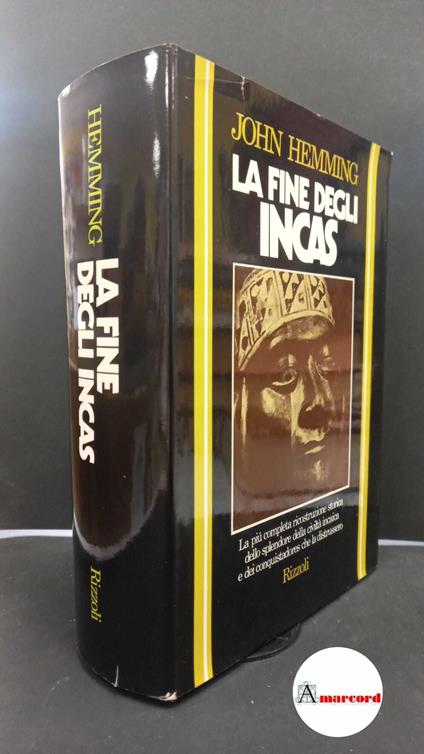 HEMMING
LA FINE
DEGLI INCAS
Rizzoli
JOHN HEMMING
LA FINE DEGLI
INCAS
La più completa ricostruzione storica
dello splendore della civiltà incaica
e dei conquistadores che la distrussero
Rizzoli
Amarcord